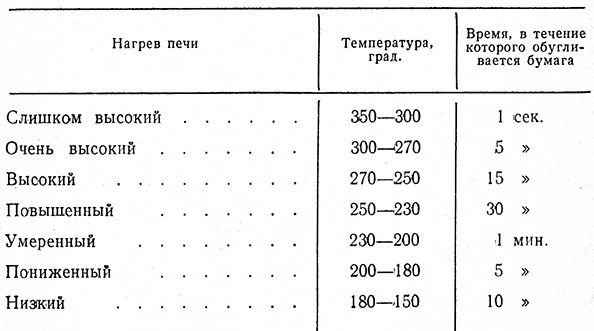 Нагрев печи Температура, град. Время, в течение которого обугливается бумага
Слишком высокий . . . . . . 350—300 1 сек.
Очень высокий . . . . . . . 300—270 5 »
Высокий . . . . . . . . 270—250 15 »
Повышенный . . . . . . . 250—230 30 »
Умеренный . . . . . . . 230—200 1 мин.
Пониженный . . . . . . . 200—180 5 »
Низкий . . . . . . . . 180—150 10 »